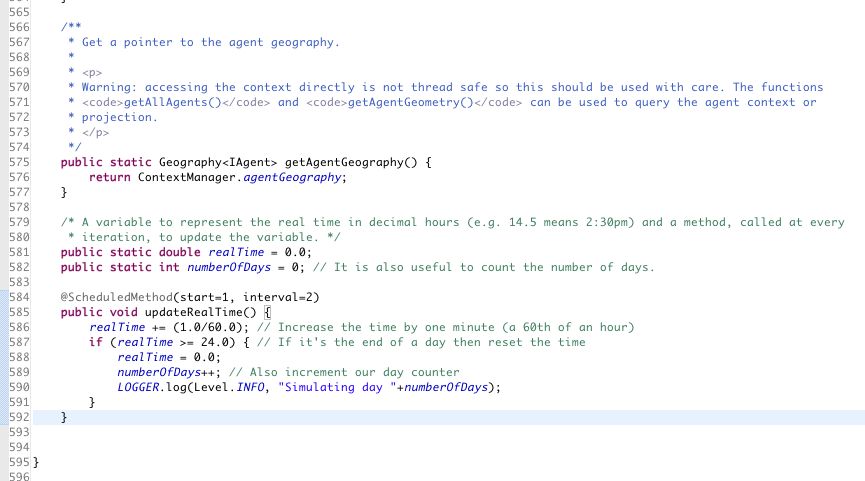 565
566 /**
567 * Get a pointer to the agent geography.
568 *
569 * <p>
570 * Warning: accessing the context directly is not thread safe so this should be used with care. The functions
571 * <code>getAllAgents()</code> and <code>getAgentGeometry()</code> can be used to query the agent context or
572 * projection.
573 * </p>
574 */
575 public static Geography<IAgent> getAgentGeography() {
576 return ContextManager.agentGeography;
577 }
578
579 /* A variable to represent the real time in decimal hours (e.g. 14.5 means 2:30pm) and a method, called at every
580 * iteration, to update the variable. */
581 public static double realTime = 0.0;
582 public static int numberOfDays = 0; // It is also useful to count the number of days.
583
584 @ScheduledMethod(start=1, interval=2)
585 public void updateRealTime() {
586 realTime += (1.0/60.0); // Increase the time by one minute (a 60th of an hour)
587 if (realTime >= 24.0) { // If it's the end of a day then reset the time
588 realTime = 0.0;
589 numberOfDays++; // Also increment our day counter
590 LOGGER.log(Level.INFO, "Simulating day "+numberOfDays);
591 }
592 }
593
594
595 }
596